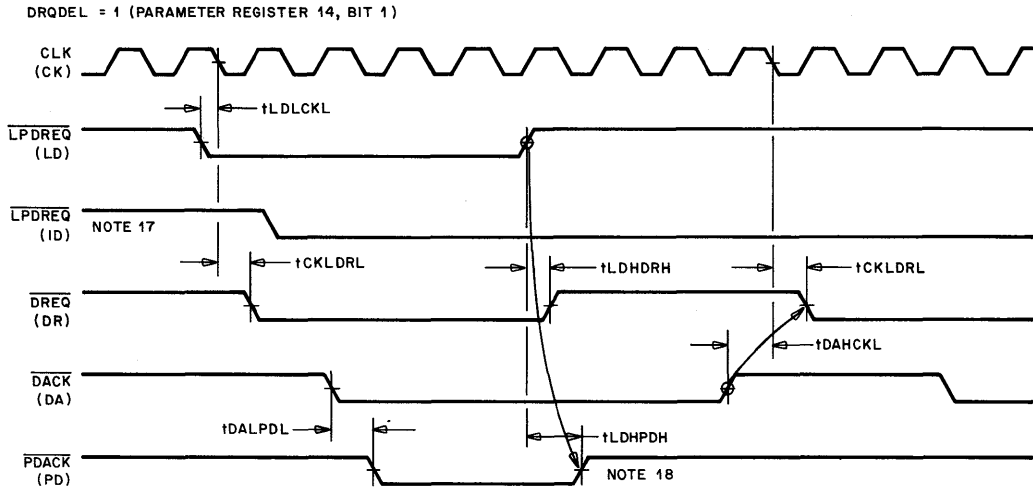 DRQDEL = 1 (PARAMETER REGISTER 14, BIT 1)
CLK
(CK)
tLDLCKL
LPDREQ
(LD)
LPDREQ
(ID)
NOTE 17
tCKLDRL
tLDHDRH
tCKLDRL
DREQ
(DR)
tDAHCKL
DACK
(DA)
tDALPDL
tLDHPDH
PDACK
(PD)
NOTE 18